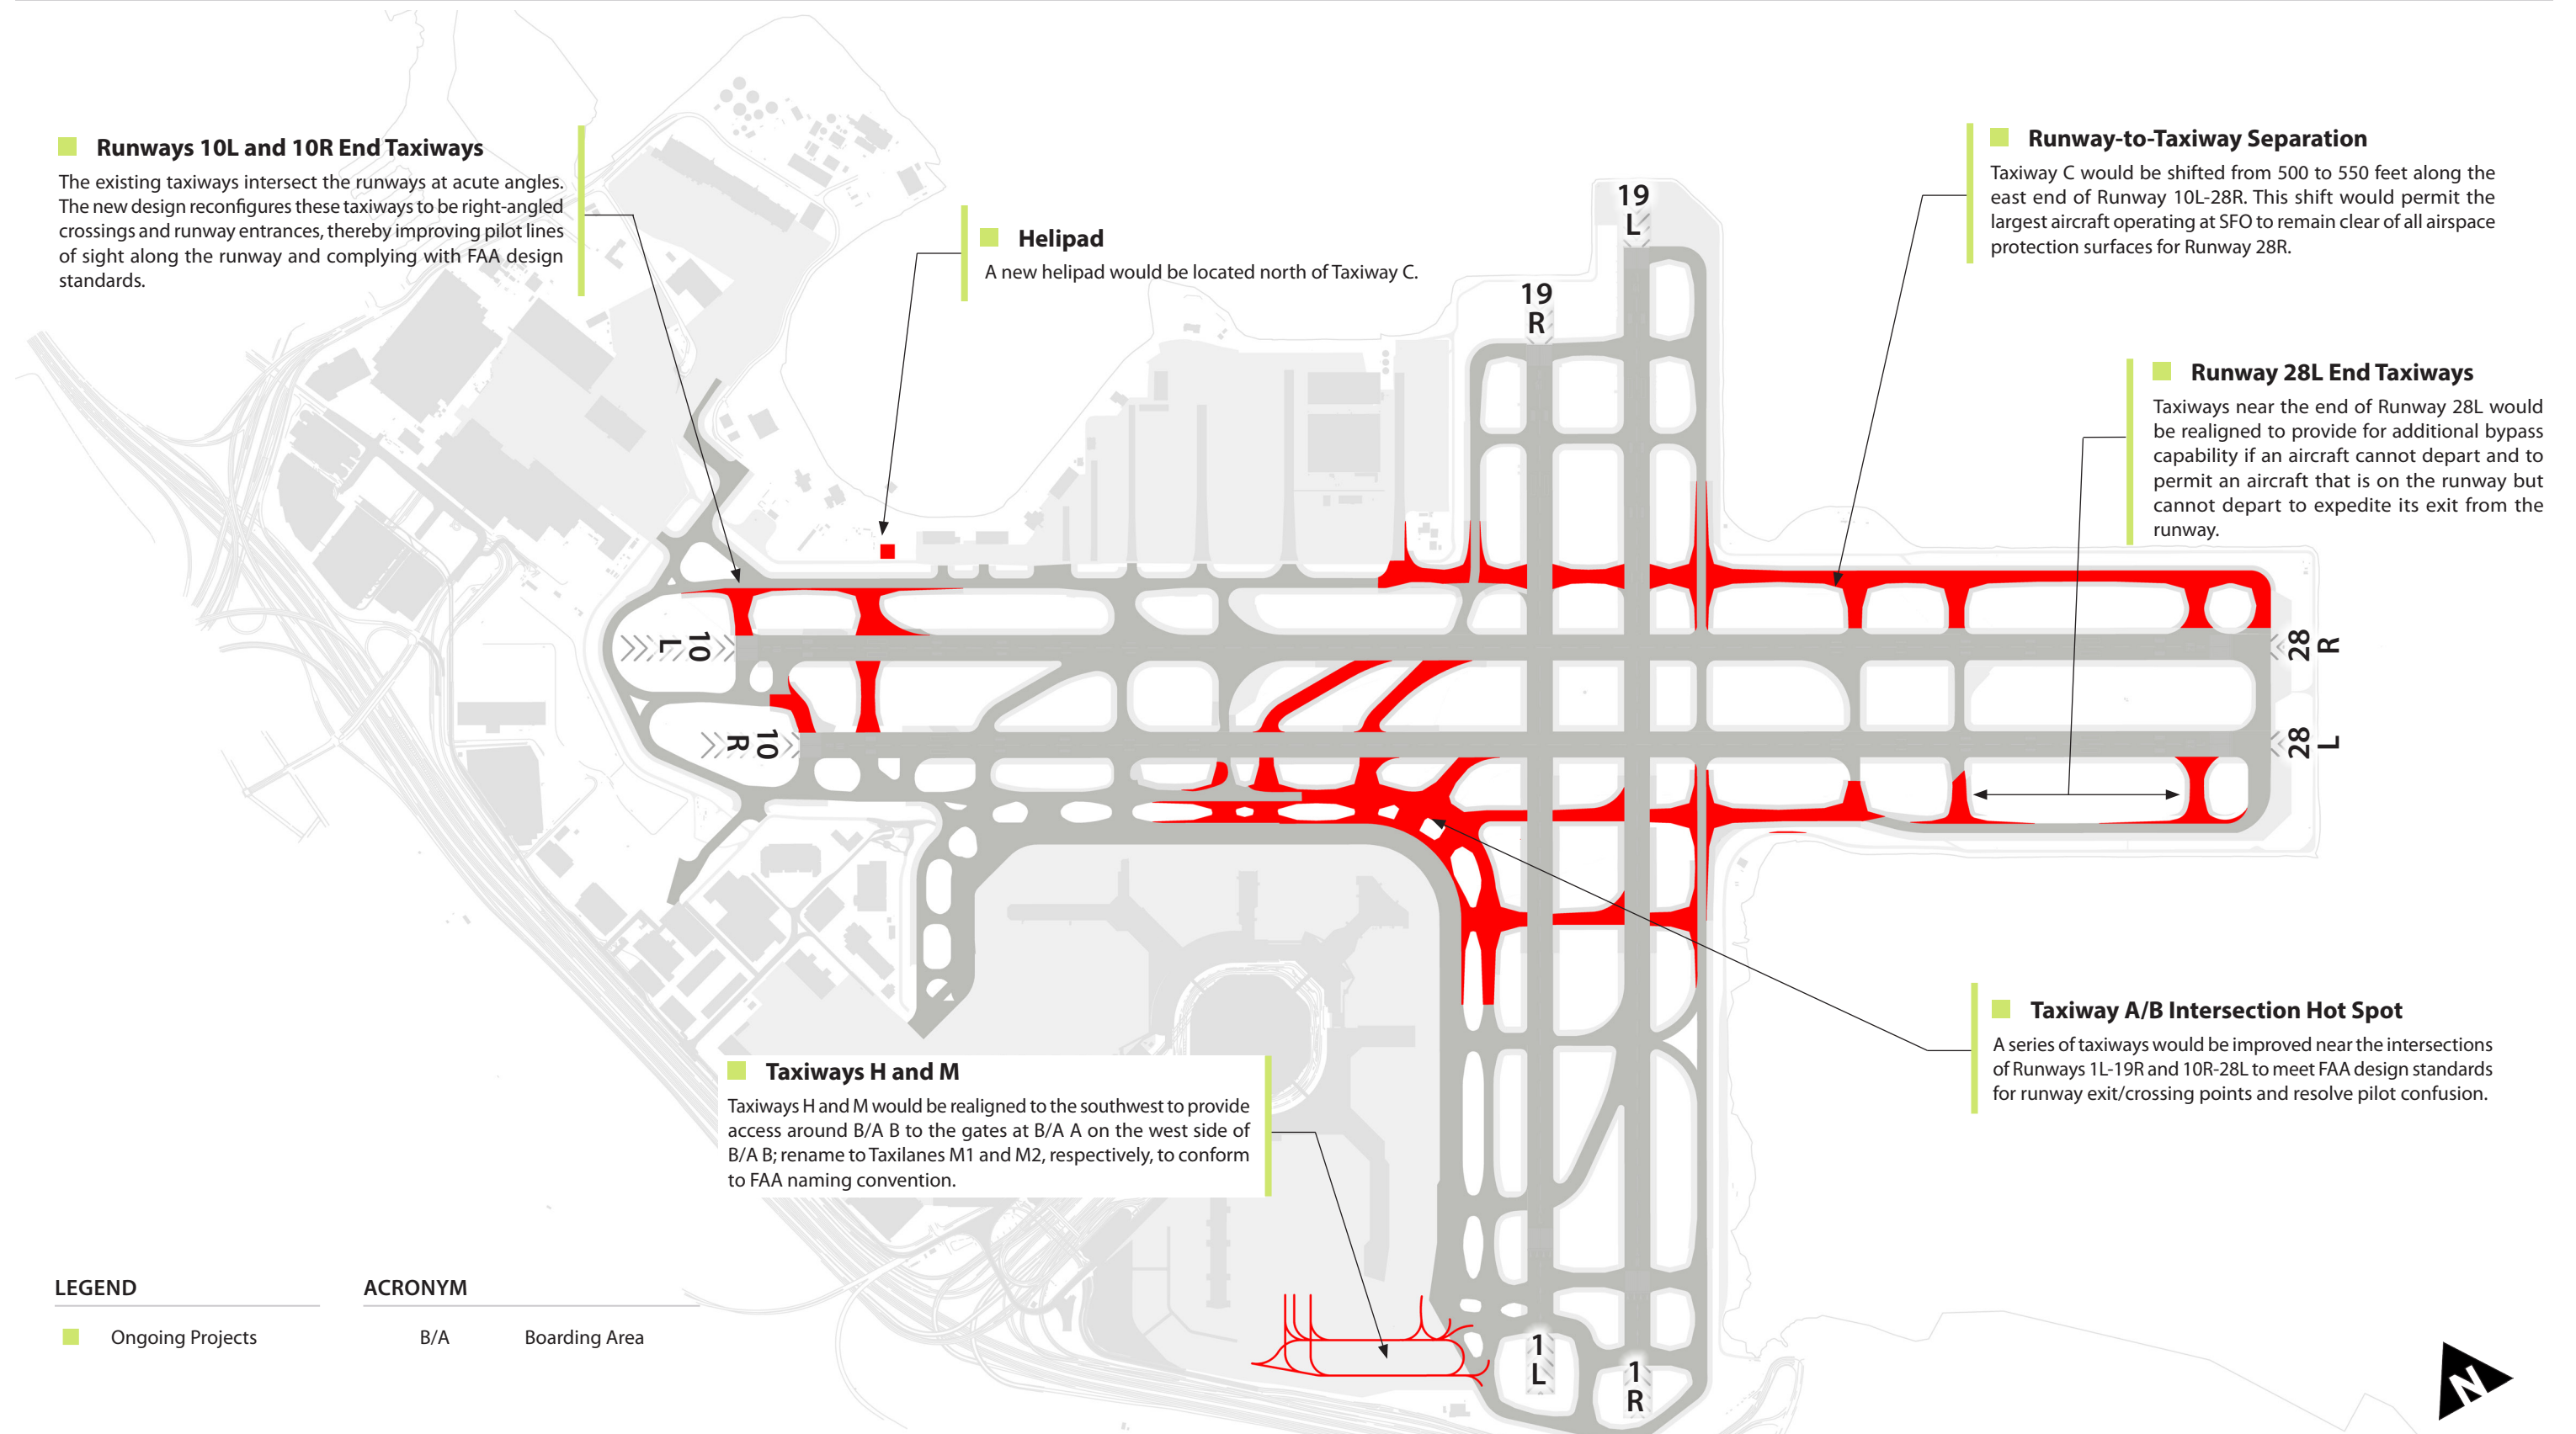 Runways 10L and 10R End Taxiways
The existing taxiways intersect the runways at acute angles.
The new design reconfigures these taxiways to be right-angled
crossings and runway entrances, thereby improving pilot lines
of sight along the runway and complying with FAA design
standards.
Helipad
A new helipad would be located north of Taxiway C.
Runway-to-Taxiway Separation
Taxiway C would be shifted from 500 to 550 feet along the
east end of Runway 10L-28R. This shift would permit the
largest aircraft operating at SFO to remain clear of all airspace
protection surfaces for Runway 28R.
Runway 28L End Taxiways
Taxiways near the end of Runway 28L would
be realigned to provide for additional bypass
capability if an aircraft cannot depart and to
permit an aircraft that is on the runway but
cannot depart to expedite its exit from the
runway.
19
L
19
R
10
L
10
R
28
R
28
L
Taxiway A/B Intersection Hot Spot
A series of taxiways would be improved near the intersections
of Runways 1L-19R and 10R-28L to meet FAA design standards
for runway exit/crossing points and resolve pilot confusion.
Taxiways H and M
Taxiways H and M would be realigned to the southwest to provide
access around B/A B to the gates at B/A A on the west side of
B/A B; rename to Taxilanes M1 and M2, respectively, to conform
to FAA naming convention.
1
L
1
R
LEGEND
Ongoing Projects
ACRONYM
B/A Boarding Area
N